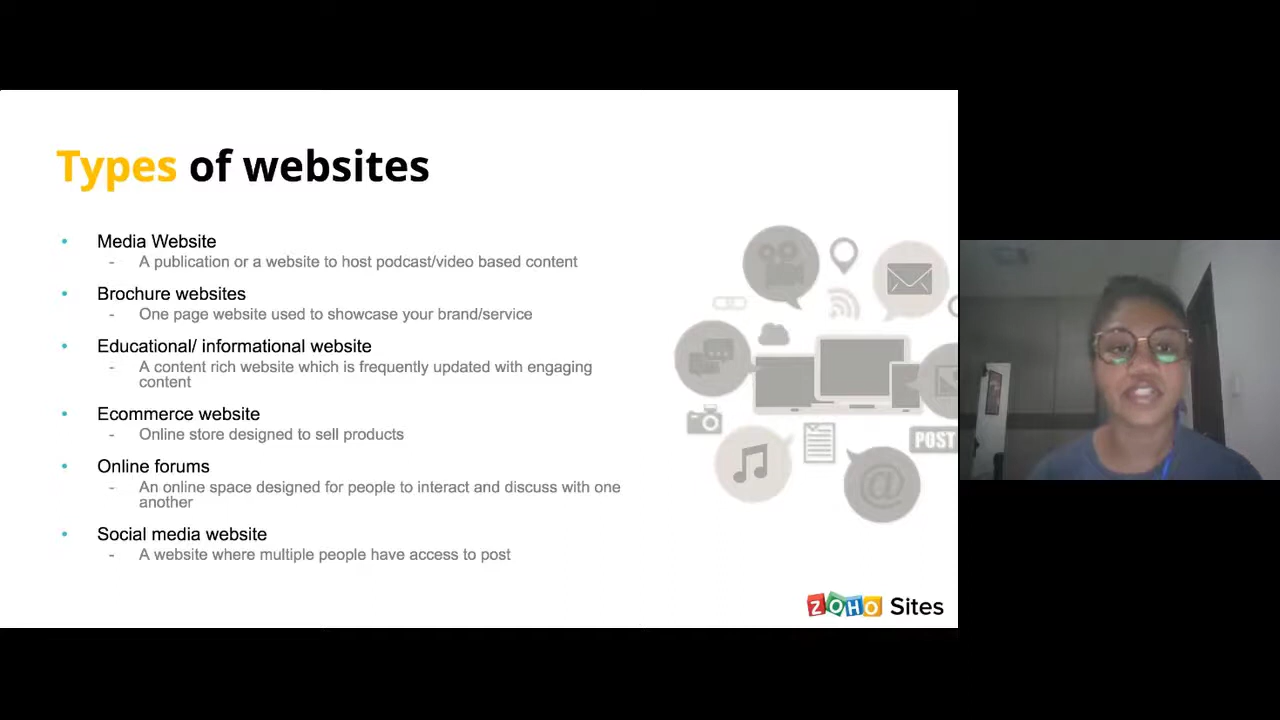 Types of websites
• Media Website
- A publication or a website to host podcast/video based content
• Brochure websites
- One page website used to showcase your brand/service
• Educational/ informational website
- A content rich website which is frequently updated with engaging
content
• Ecommerce website
- Online store designed to sell products
• Online forums
- An online space designed for people to interact and discuss with one
another
• Social media website
- A website where multiple people have access to post
POST
@
ZOHO Sites